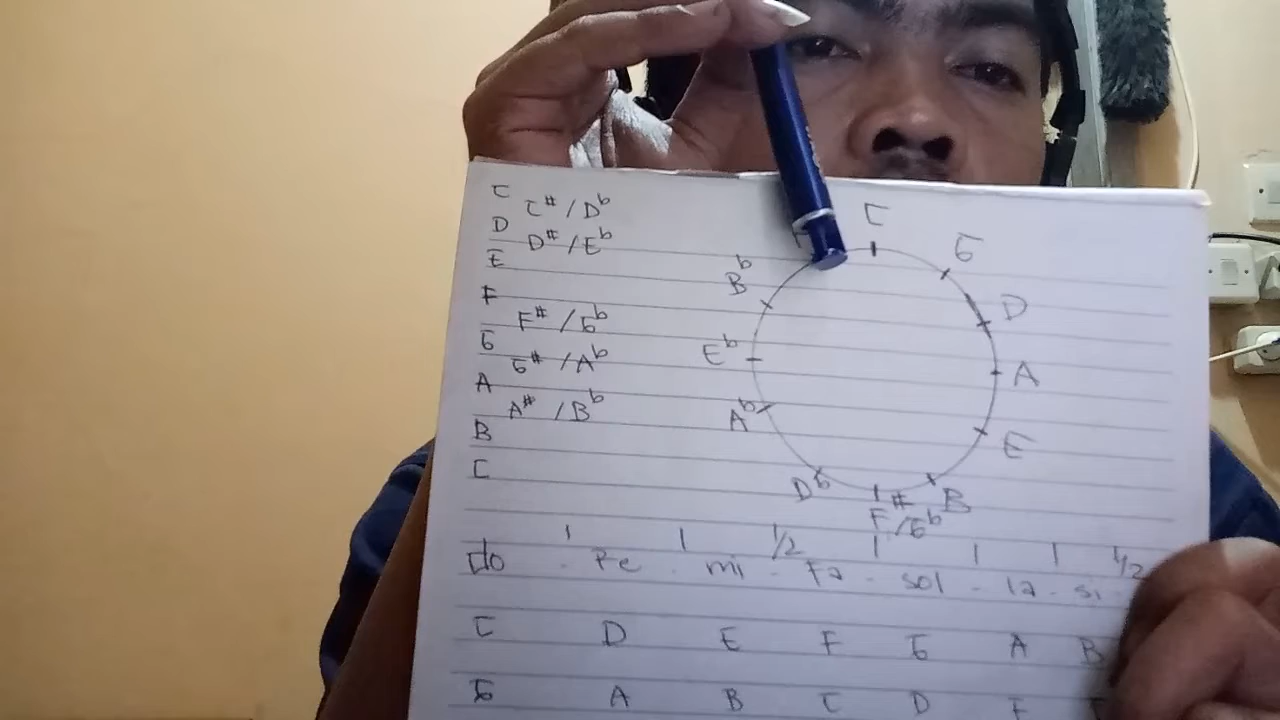 C
C# / Db
D
D# / Eb
E
F
F# / Gb
G
G# / Ab
A
A# / Bb
B
C
C
G
D
A
E
B
F# / Gb
Db
Ab
Eb
Bb
F
1 1 1/2 1 1 1 1/2
do - re - mi - fa - sol - la - si -
C D E F G A B
G A B C D E